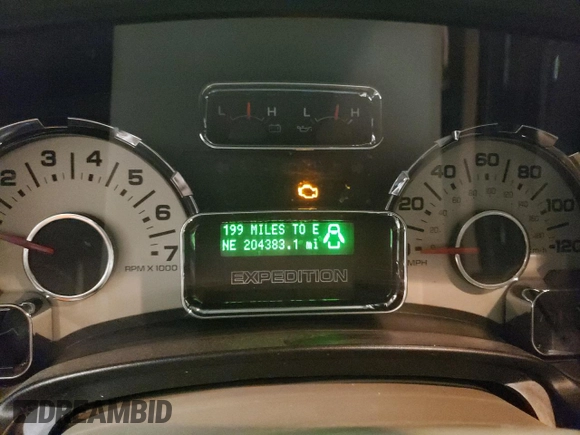 L H L H
2 3 4 5 6 7
RPM X 1000
20 40 60 80 100 120
MPH
199 MILES TO E
NE 204383.1 mi
EXPEDITION
DREAMBID